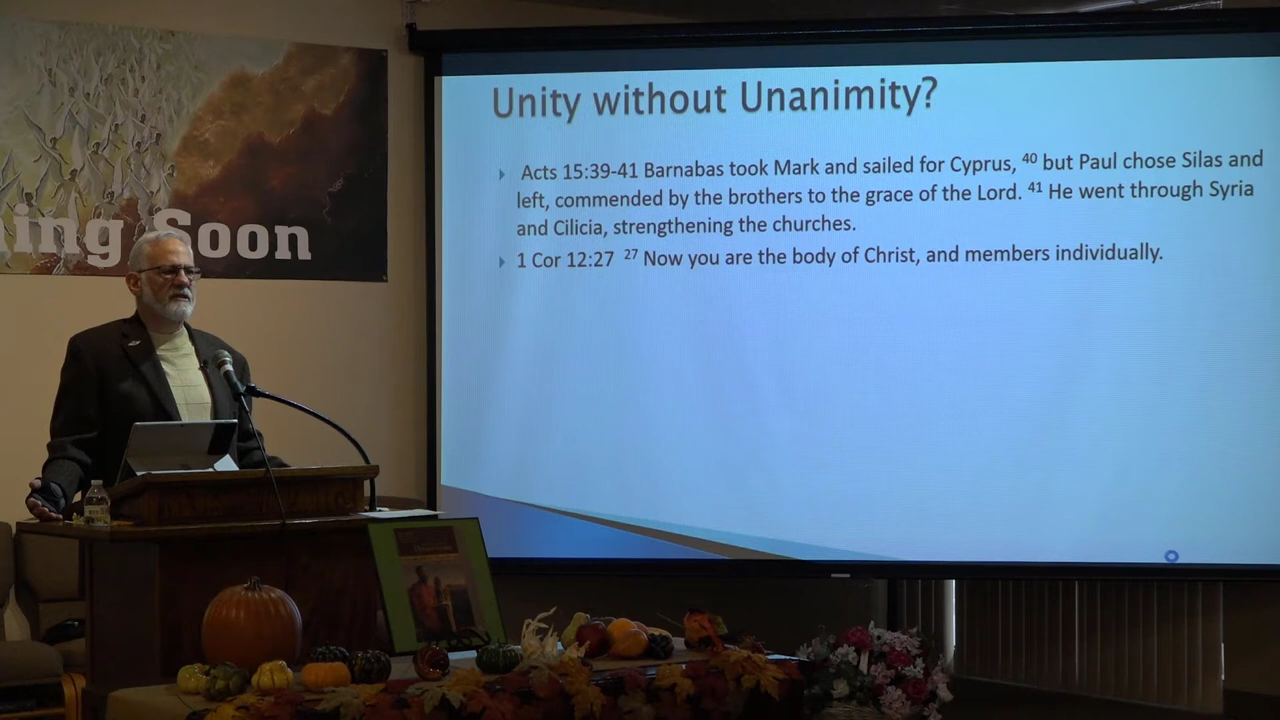 ing Soon
Unity without Unanimity?
Acts 15:39-41 Barnabas took Mark and sailed for Cyprus, ⁴⁰ but Paul chose Silas and
left, commended by the brothers to the grace of the Lord. ⁴¹ He went through Syria
and Cilicia, strengthening the churches.
1 Cor 12:27 ²⁷ Now you are the body of Christ, and members individually.